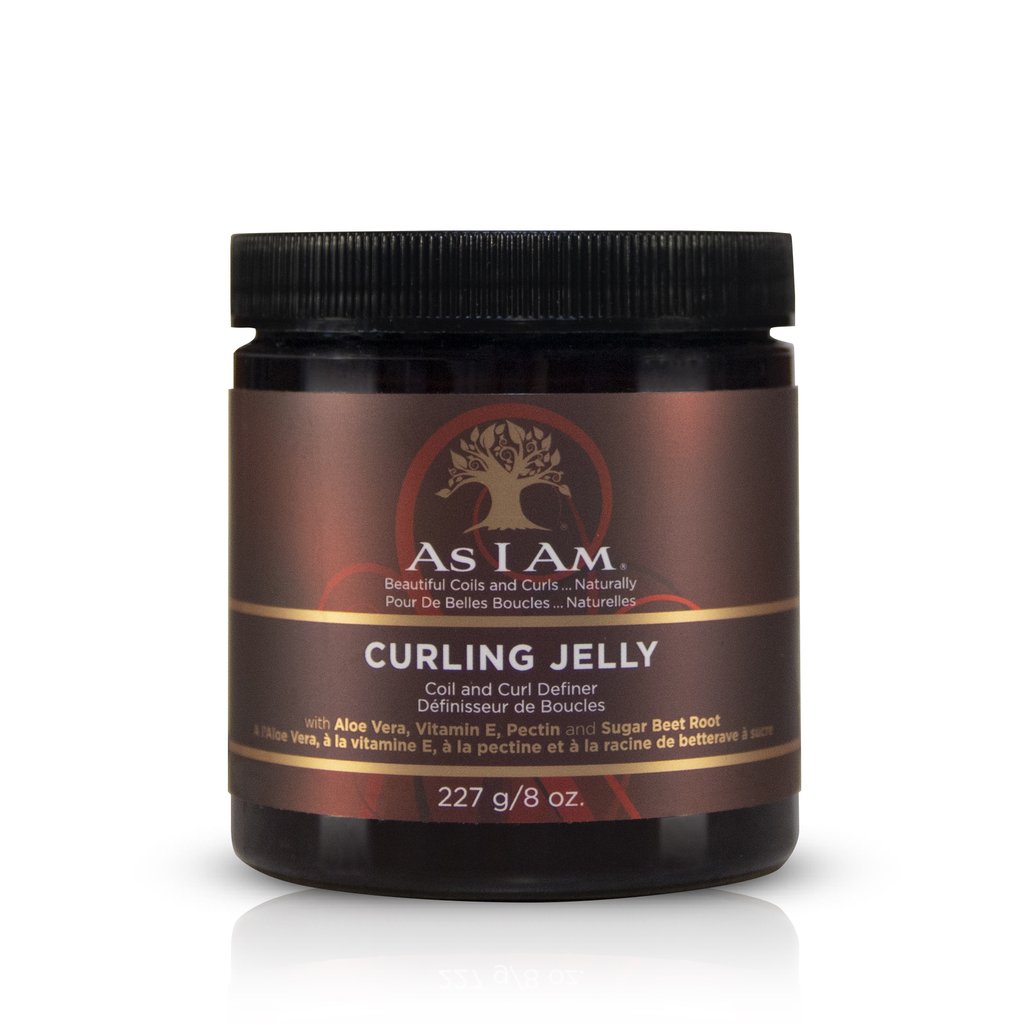 As I Am®
Beautiful Coils and Curls ... Naturally
Pour De Belles Boucles ... Naturelles
CURLING JELLY
Coil and Curl Definer
Définisseur de Boucles
with Aloe Vera, Vitamin E, Pectin and Sugar Beet Root
À l'Aloe Vera, à la vitamine E, à la pectine et à la racine de betterave à sucre
227 g/8 oz.